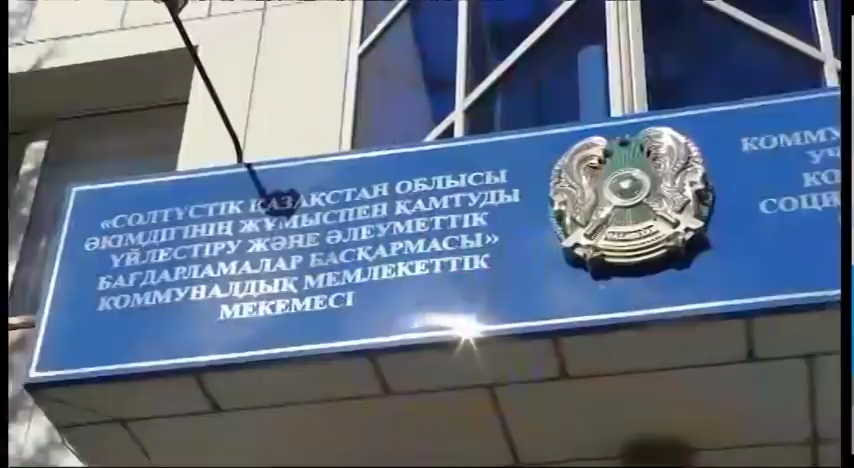 «СОЛТҮСТІК ҚАЗАҚСТАН ОБЛЫСЫ
ӘКІМДІГІНІҢ ЖҰМЫСПЕН ҚАМТУДЫ
ҮЙЛЕСТІРУ ЖӘНЕ ӘЛЕУМЕТТІК
БАҒДАРЛАМАЛАР БАСҚАРМАСЫ»
КОММУНАЛДЫҚ МЕМЛЕКЕТТІК
МЕКЕМЕСІ